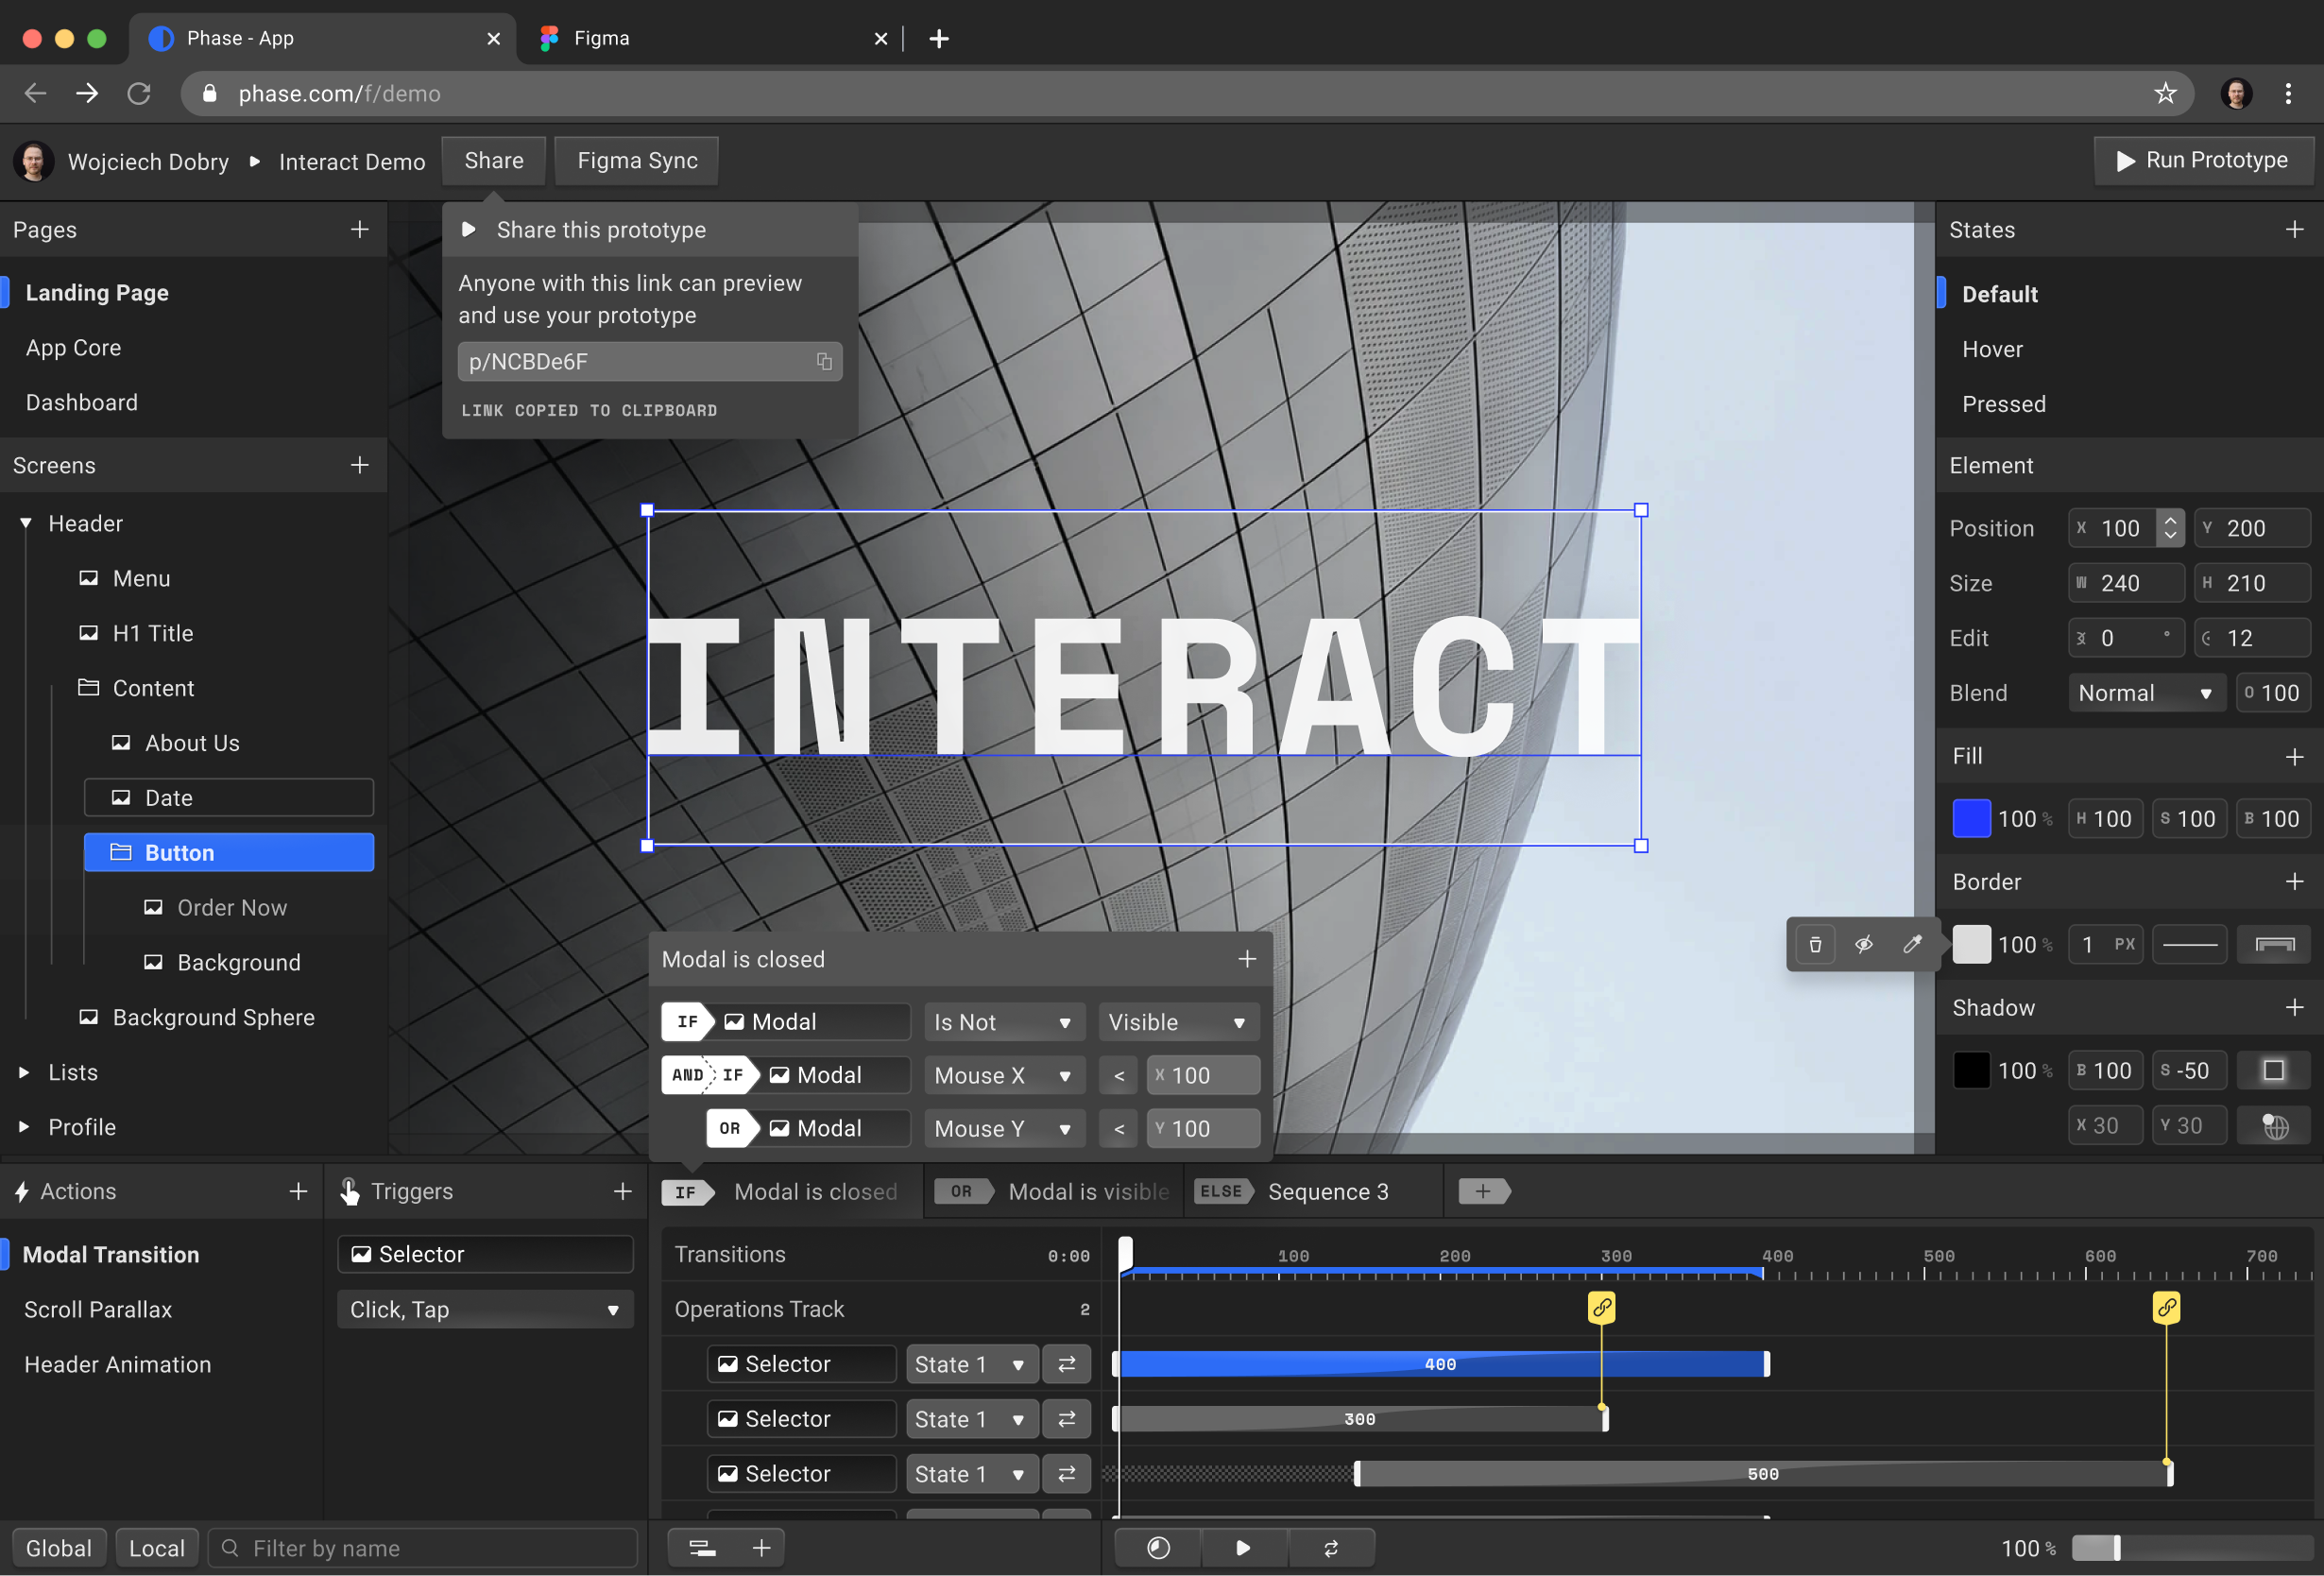 Phase - App
Figma
phase.com/f/demo
Wojciech Dobry
Interact Demo
Share
Figma Sync
Run Prototype
Pages
Landing Page
App Core
Dashboard
Screens
Header
Menu
H1 Title
Content
About Us
Date
Button
Order Now
Background
Background Sphere
Lists
Profile
Share this prototype
Anyone with this link can preview
and use your prototype
p/NCBDe6F
LINK COPIED TO CLIPBOARD
INTERACT
Modal is closed
IF Modal Is Not Visible
AND IF Modal Mouse X < X 100
OR Modal Mouse Y < Y 100
States
Default
Hover
Pressed
Element
Position X 100 Y 200
Size W 240 H 210
Edit 0 ° 12
Blend Normal O 100
Fill
100 % H 100 S 100 B 100
Border
100 % 1 PX
Shadow
100 % B 100 S -50
X 30 Y 30
Actions
Modal Transition
Scroll Parallax
Header Animation
Triggers
Selector
Click, Tap
IF Modal is closed
OR Modal is visible
ELSE Sequence 3
Transitions 0:00 100 200 300 400 500 600 700
Operations Track 2
Selector State 1 400
Selector State 1 300
Selector State 1 500
Global
Local
Filter by name
100 %